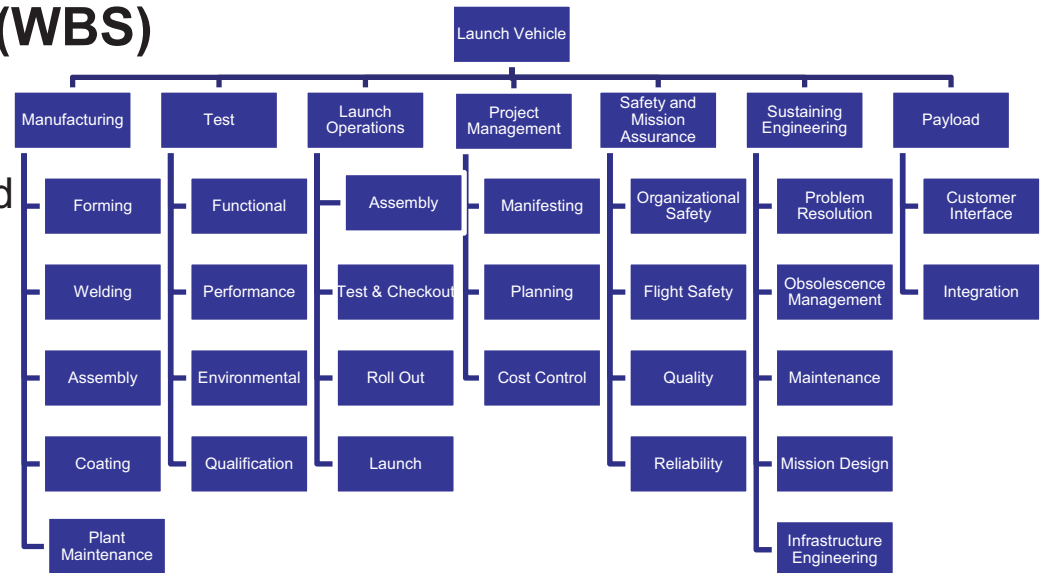 (WBS)
Launch Vehicle
Manufacturing
Test
Launch
Operations
Project
Management
Safety and
Mission
Assurance
Sustaining
Engineering
Payload
d
Forming
Welding
Assembly
Coating
Plant
Maintenance
Functional
Performance
Environmental
Qualification
Assembly
Test & Checkout
Roll Out
Launch
Manifesting
Planning
Cost Control
Organizational
Safety
Flight Safety
Quality
Reliability
Problem
Resolution
Obsolescence
Management
Maintenance
Mission Design
Infrastructure
Engineering
Customer
Interface
Integration